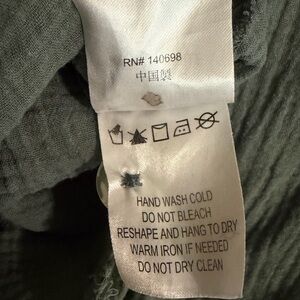 RN# 140698
中国製
HAND WASH COLD
DO NOT BLEACH
RESHAPE AND HANG TO DRY
WARM IRON IF NEEDED
DO NOT DRY CLEAN